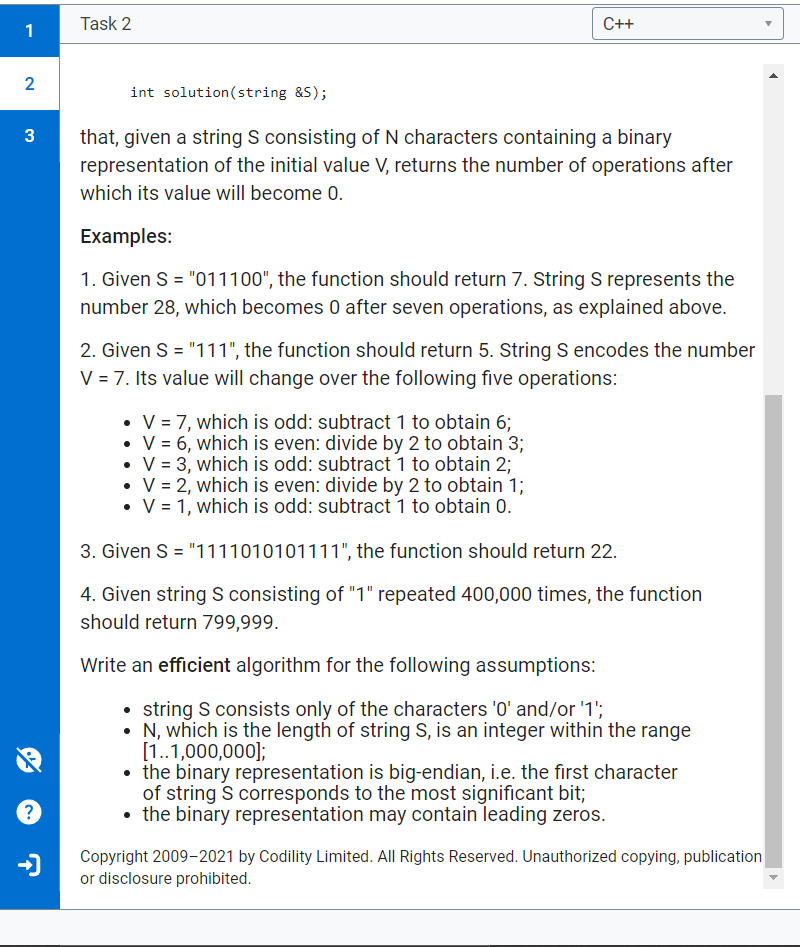 1
Task 2
C++
2
int solution(string &S);
3
that, given a string S consisting of N characters containing a binary
representation of the initial value V, returns the number of operations after
which its value will become 0.
Examples:
1. Given S = "011100", the function should return 7. String S represents the
number 28, which becomes 0 after seven operations, as explained above.
2. Given S = "111", the function should return 5. String S encodes the number
V = 7. Its value will change over the following five operations:
• V = 7, which is odd: subtract 1 to obtain 6;
• V = 6, which is even: divide by 2 to obtain 3;
• V = 3, which is odd: subtract 1 to obtain 2;
• V = 2, which is even: divide by 2 to obtain 1;
• V = 1, which is odd: subtract 1 to obtain 0.
3. Given S = "1111010101111", the function should return 22.
4. Given string S consisting of "1" repeated 400,000 times, the function
should return 799,999.
Write an efficient algorithm for the following assumptions:
• string S consists only of the characters '0' and/or '1';
• N, which is the length of string S, is an integer within the range
[1..1,000,000];
• the binary representation is big-endian, i.e. the first character
of string S corresponds to the most significant bit;
• the binary representation may contain leading zeros.
Copyright 2009–2021 by Codility Limited. All Rights Reserved. Unauthorized copying, publication
or disclosure prohibited.
?